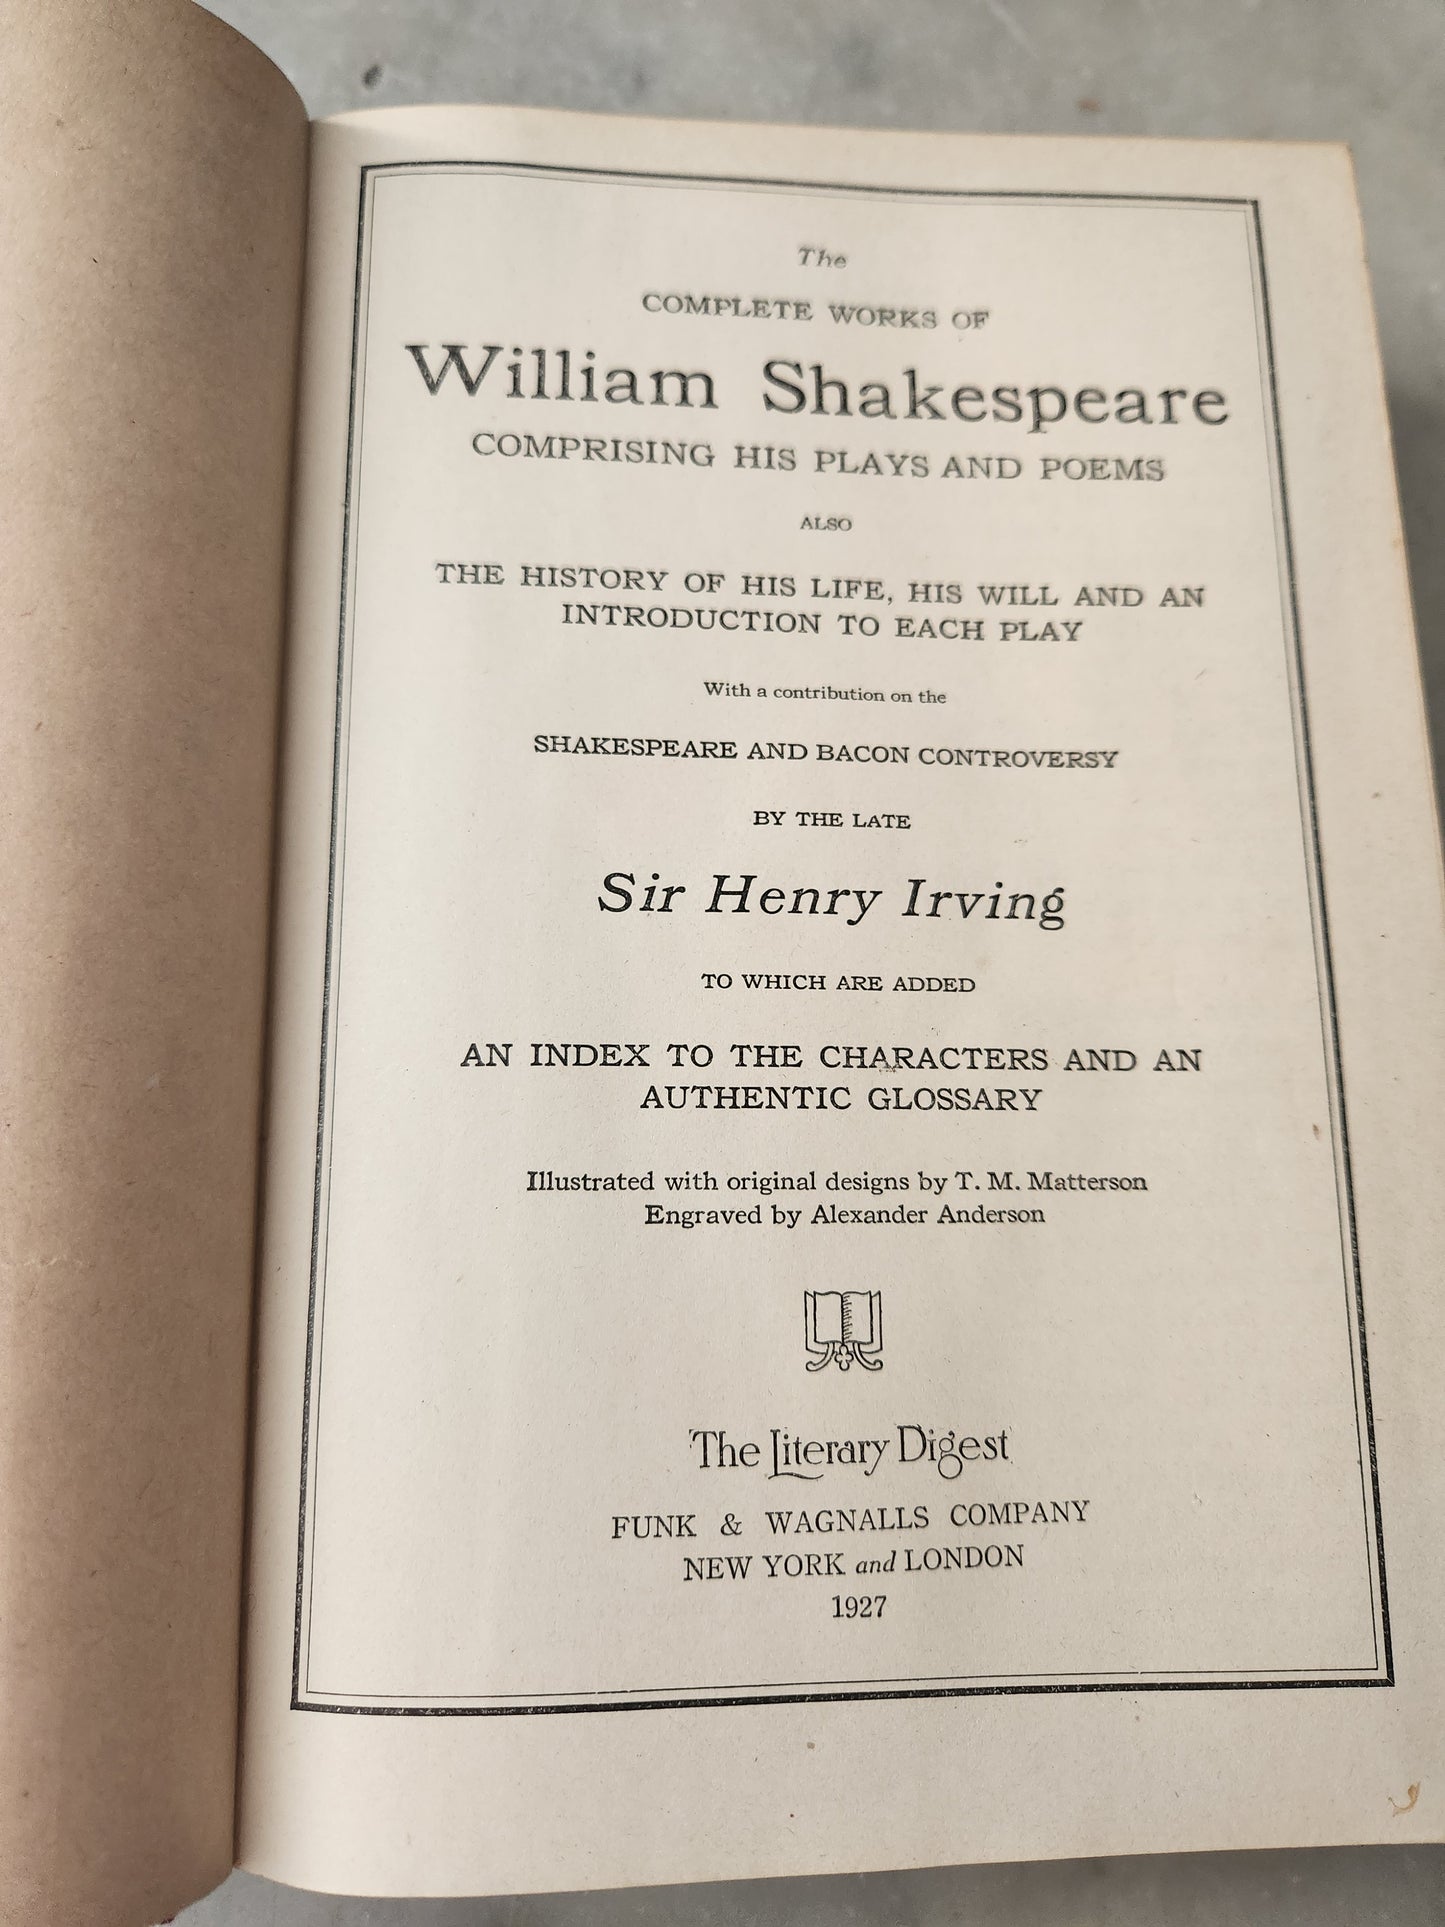 The
COMPLETE WORKS OF
William Shakespeare
COMPRISING HIS PLAYS AND POEMS
ALSO
THE HISTORY OF HIS LIFE, HIS WILL AND AN
INTRODUCTION TO EACH PLAY
With a contribution on the
SHAKESPEARE AND BACON CONTROVERSY
BY THE LATE
Sir Henry Irving
TO WHICH ARE ADDED
AN INDEX TO THE CHARACTERS AND AN
AUTHENTIC GLOSSARY
Illustrated with original designs by T. M. Matterson
Engraved by Alexander Anderson
The Literary Digest
FUNK & WAGNALLS COMPANY
NEW YORK and LONDON
1927